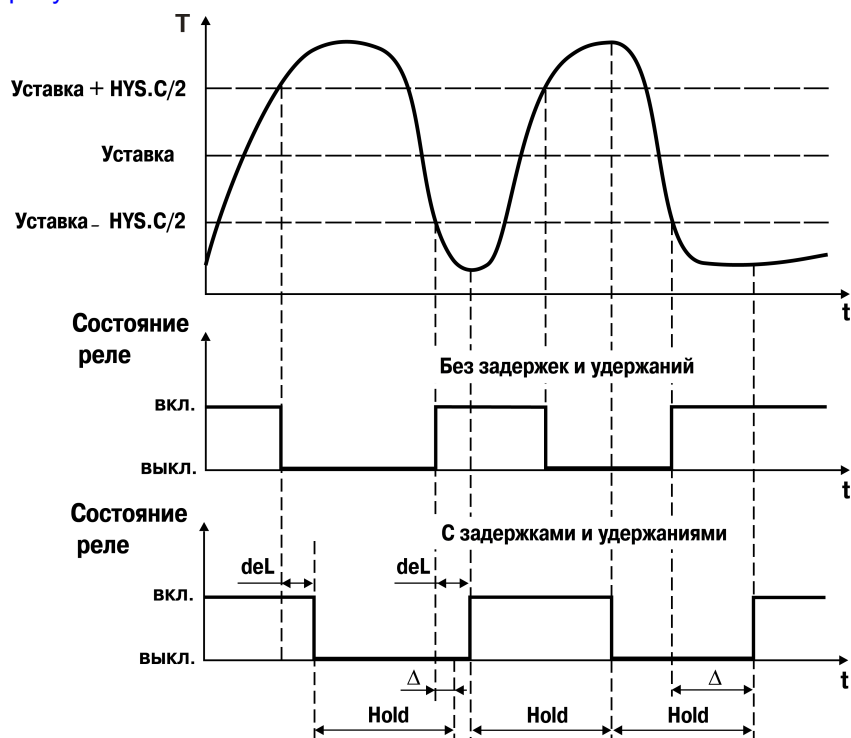 T
Уставка + HYS.C/2
Уставка
Уставка - HYS.C/2
t
Состояние
реле
Без задержек и удержаний
вкл.
выкл.
t
Состояние
реле
С задержками и удержаниями
deL
deL
вкл.
выкл.
Δ
Δ
t
Hold
Hold
Hold